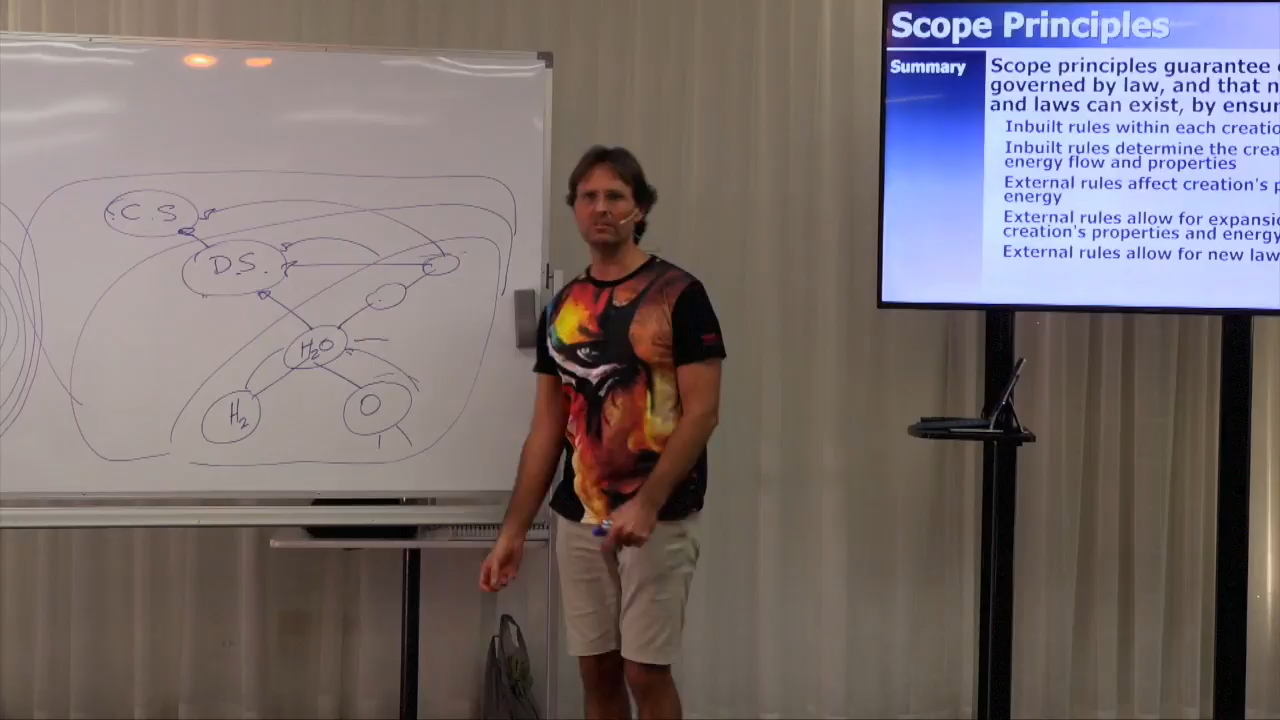 C.S
D.S.
H2O
H2
O
Scope Principles
Summary
Scope principles guarantee
governed by law, and that n
and laws can exist, by ensu
Inbuilt rules within each creatio
Inbuilt rules determine the crea
energy flow and properties
External rules affect creation's p
energy
External rules allow for expansi
creation's properties and energy
External rules allow for new law